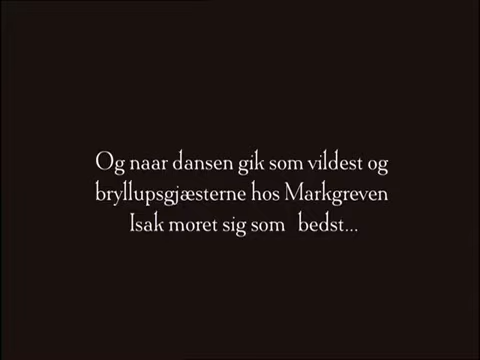 Og naar dansen gik som vildest og
bryllupsgjæsterne hos Markgreven
Isak moret sig som bedst...